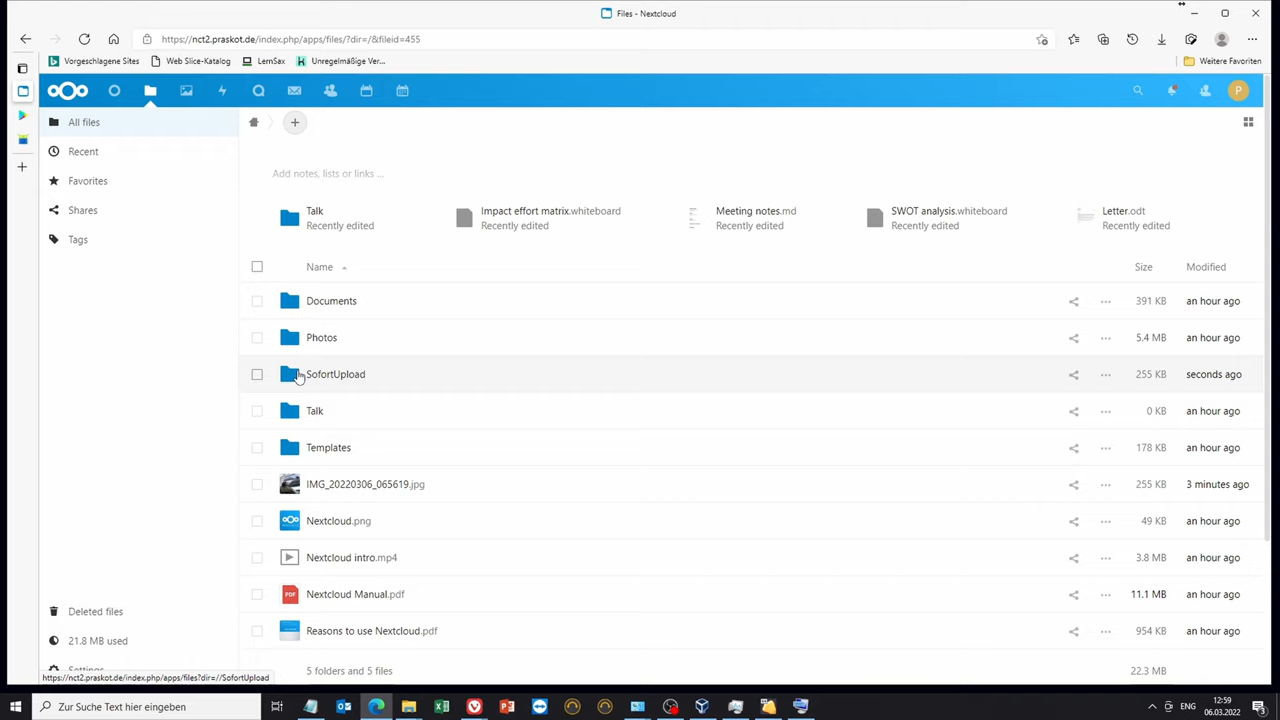 Files - Nextcloud
https://nct2.praskot.de/index.php/apps/files/?dir=/&fileid=455
Vorgeschlagene Sites
Web Slice-Katalog
LernSax
Unregelmäßige Ver...
Weitere Favoriten
P
All files
Recent
Favorites
Shares
Tags
Add notes, lists or links ...
Talk
Recently edited
Impact effort matrix.whiteboard
Recently edited
Meeting notes.md
Recently edited
SWOT analysis.whiteboard
Recently edited
Letter.odt
Recently edited
Name Size Modified
Documents 391 KB an hour ago
Photos 5.4 MB an hour ago
SofortUpload 255 KB seconds ago
Talk 0 KB an hour ago
Templates 178 KB an hour ago
IMG_20220306_065619.jpg 255 KB 3 minutes ago
Nextcloud.png 49 KB an hour ago
Nextcloud intro.mp4 3.8 MB an hour ago
PDF Nextcloud Manual.pdf 11.1 MB an hour ago
Reasons to use Nextcloud.pdf 954 KB an hour ago
5 folders and 5 files 22.3 MB
Deleted files
21.8 MB used
Settings
https://nct2.praskot.de/index.php/apps/files?dir=//SofortUpload
Zur Suche Text hier eingeben
ENG
12:59
06.03.2022